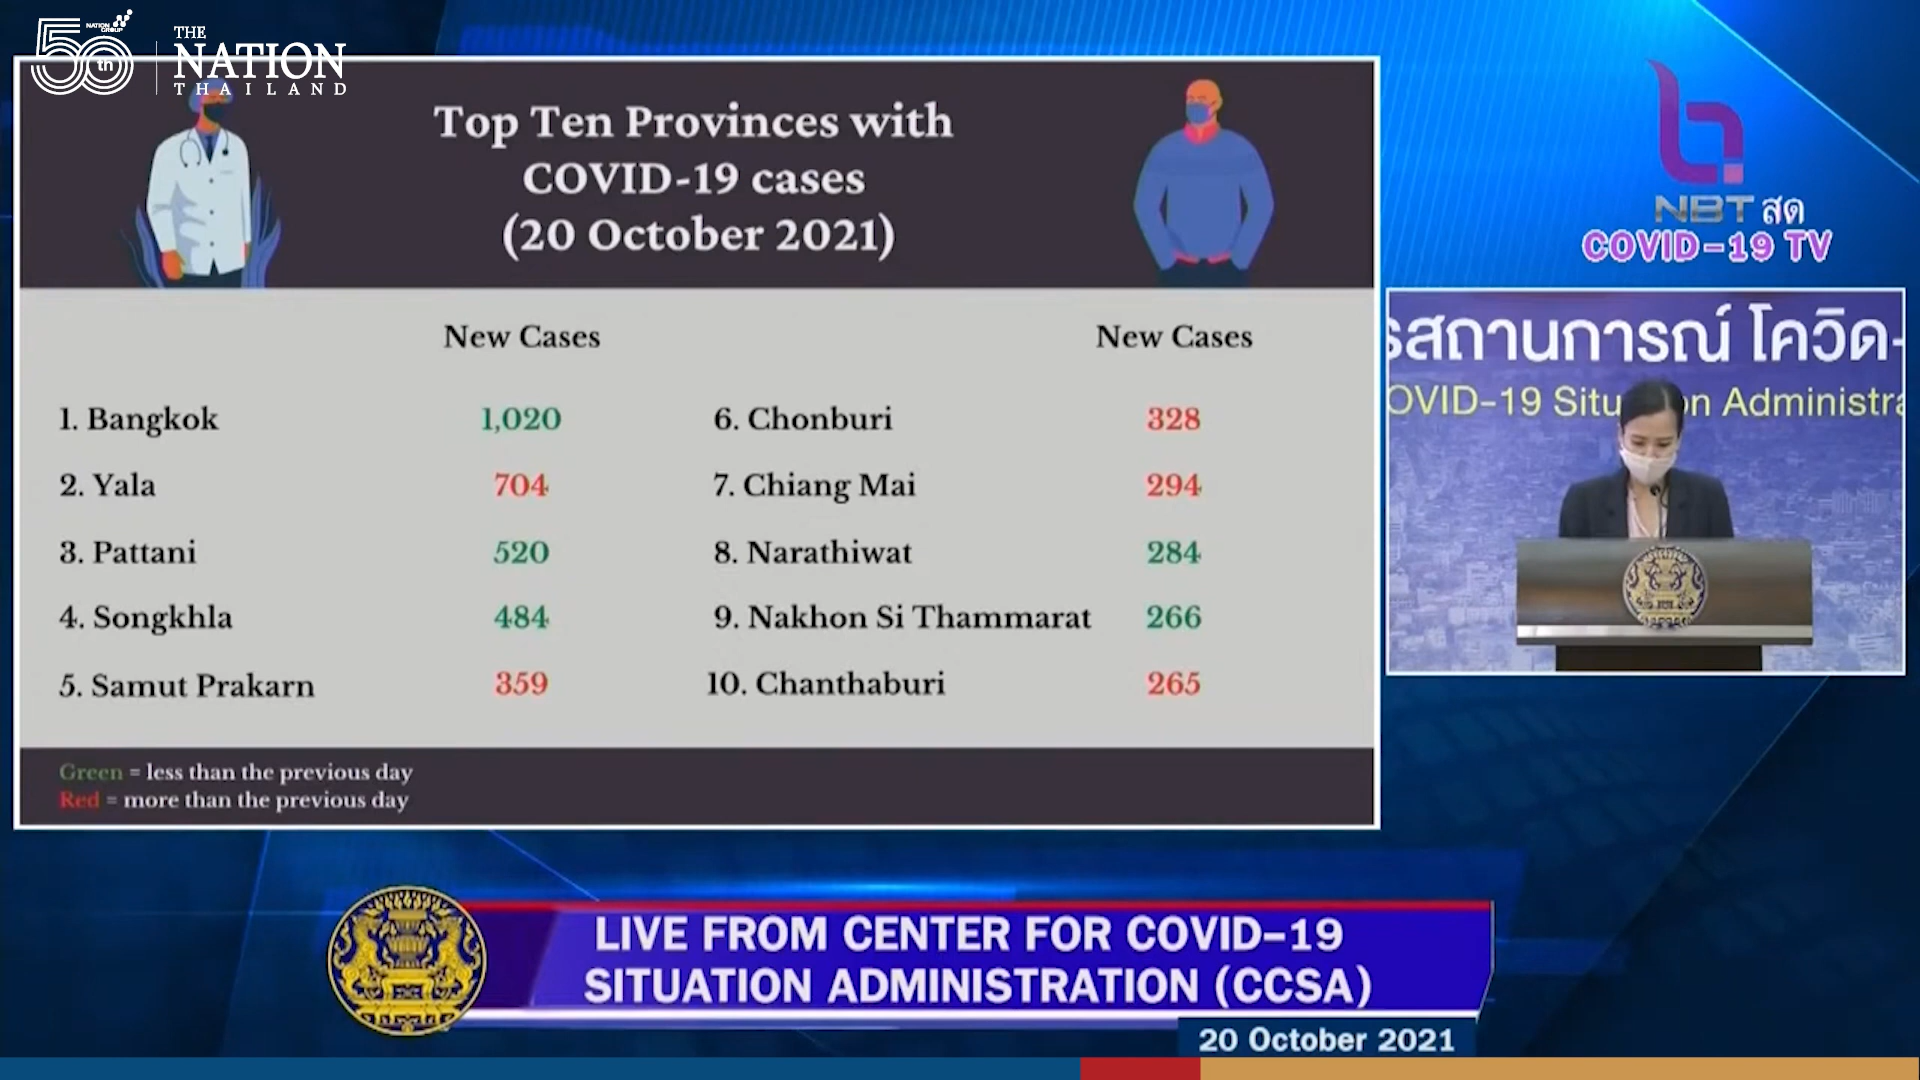 50th
NATION
GROUP
THE
NATION
THAILAND
Top Ten Provinces with
COVID-19 cases
(20 October 2021)
New Cases
New Cases
1. Bangkok 1,020
2. Yala 704
3. Pattani 520
4. Songkhla 484
5. Samut Prakarn 359
6. Chonburi 328
7. Chiang Mai 294
8. Narathiwat 284
9. Nakhon Si Thammarat 266
10. Chanthaburi 265
Green = less than the previous day
Red = more than the previous day
NBT สด
COVID-19 TV
รสถานการณ์ โควิด-
OVID-19 Situ n Administra
LIVE FROM CENTER FOR COVID-19
SITUATION ADMINISTRATION (CCSA)
20 October 2021